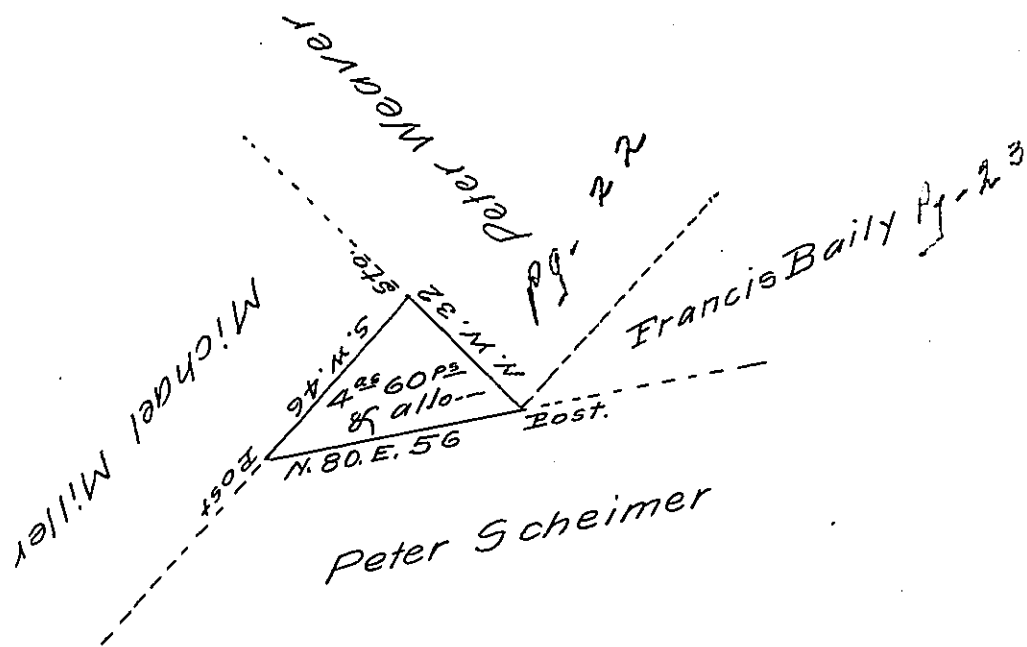 Peter Weaver
pg. 22
Francis Baily Pg-23
Michael Miller
Sto.
N.W. 32
S.W. 46
4 as 60 ps
& allo--
Post.
N. 80. E. 56
Post
Peter Scheimer